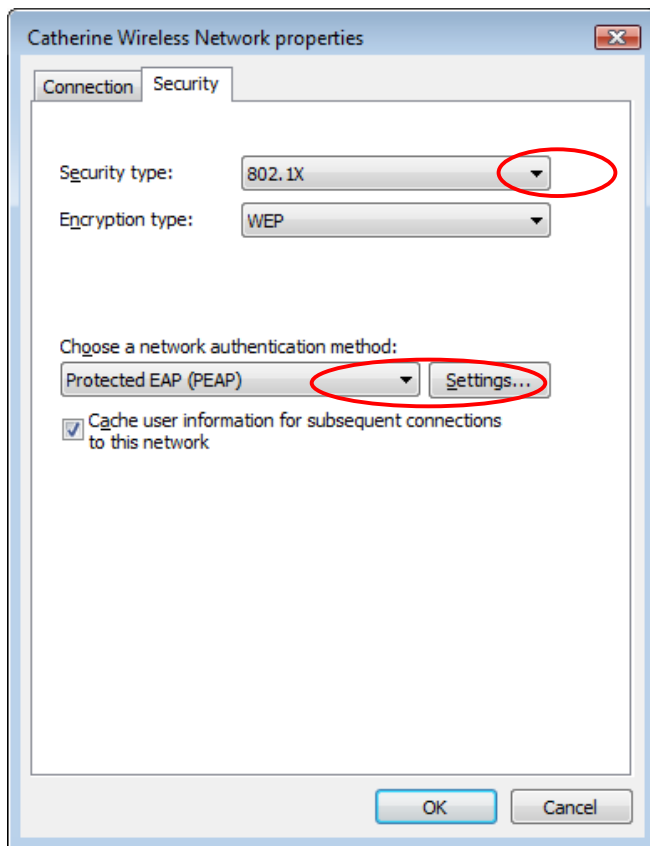 Catherine Wireless Network properties
Connection Security
Security type: 802.1X
Encryption type: WEP
Choose a network authentication method:
Protected EAP (PEAP) Settings...
Cache user information for subsequent connections
to this network
OK Cancel